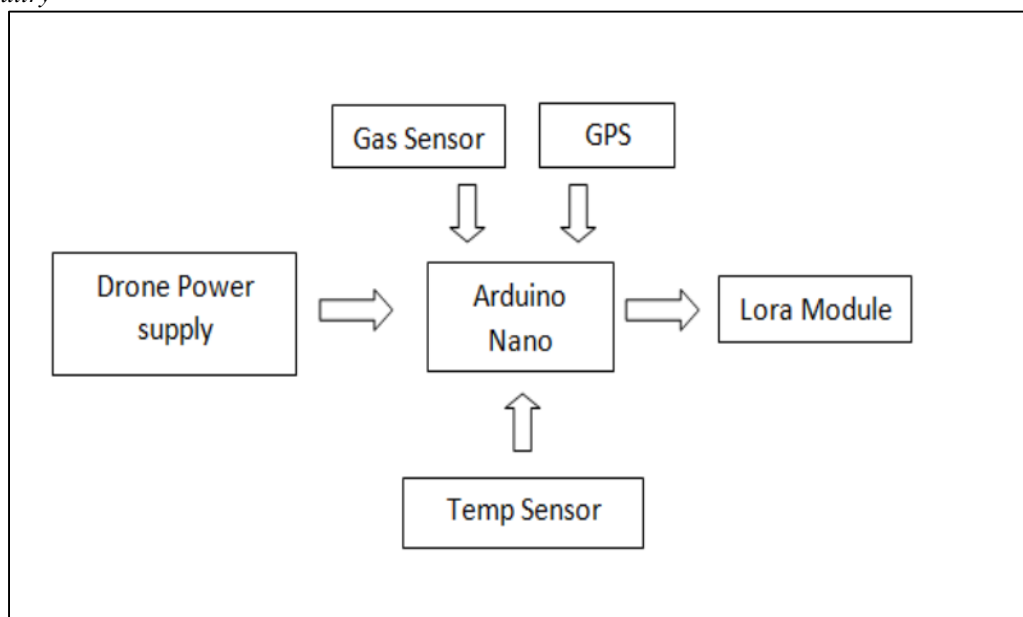 Gas Sensor
GPS
Drone Power
supply
Arduino
Nano
Lora Module
Temp Sensor